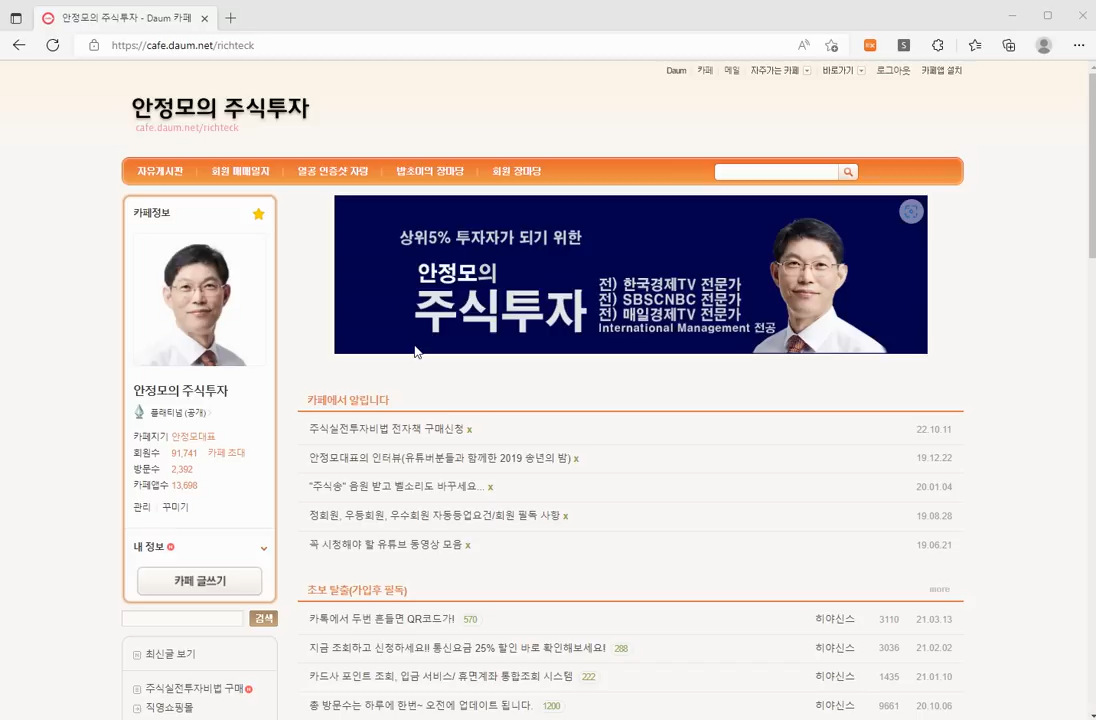 안정모의 주식투자 - Daum 카페
https://cafe.daum.net/richteck
Daum 카페 메일 자주가는 카페 바로가기 로그아웃 카페앱 설치
안정모의 주식투자
cafe.daum.net/richteck
자유게시판 회원 매매일지 열공 인증샷 자랑 밥초미의 장마당 회원 장마당
카페정보
상위5% 투자자가 되기 위한
안정모의
주식투자
전) 한국경제TV 전문가
전) SBSCNBC 전문가
전) 매일경제TV 전문가
International Management 전공
안정모의 주식투자
플래티넘 (공개)
카페지기 안정모대표
회원수 91,741 카페 초대
방문수 2,392
카페앱수 13,698
관리 꾸미기
내 정보
카페 글쓰기
검색
최신글 보기
주식실전투자비법 구매
직영쇼핑몰
카페에서 알립니다
주식실전투자비법 전자책 구매신청 x 22.10.11
안정모대표의 인터뷰(유튜버분들과 함께한 2019 송년의 밤) x 19.12.22
"주식송" 음원 받고 벨소리도 바꾸세요... x 20.01.04
정회원, 우등회원, 우수회원 자동등업요건/회원 필독 사항 x 19.08.28
꼭 시청해야 할 유튜브 동영상 모음 x 19.06.21
초보 탈출(가입후 필독) more
카톡에서 두번 흔들면 QR코드가! 570 히야신스 3110 21.03.13
지금 조회하고 신청하세요!! 통신요금 25% 할인 바로 확인해보세요! 288 히야신스 3036 21.02.02
카드사 포인트 조회, 입금 서비스/ 휴면계좌 통합조회 시스템 222 히야신스 1435 21.01.10
총 방문수는 하루에 한번~ 오전에 업데이트 됩니다. 1200 히야신스 9661 20.10.06